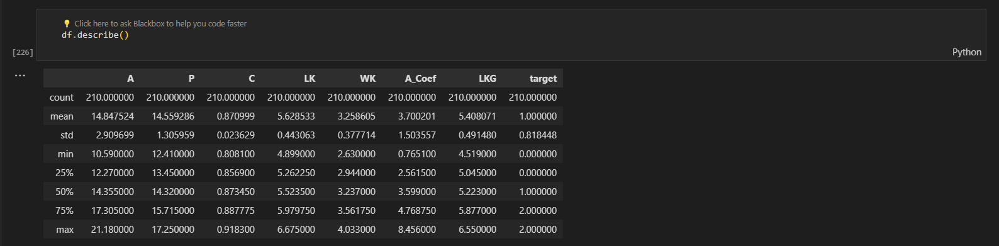 💡 Click here to ask Blackbox to help you code faster
df.describe()
[226]
Python
...
A P C LK WK A_Coef LKG target
count 210.000000 210.000000 210.000000 210.000000 210.000000 210.000000 210.000000 210.000000
mean 14.847524 14.559286 0.870999 5.628533 3.258605 3.700201 5.408071 1.000000
std 2.909699 1.305959 0.023629 0.443063 0.377714 1.503557 0.491480 0.818448
min 10.590000 12.410000 0.808100 4.899000 2.630000 0.765100 4.519000 0.000000
25% 12.270000 13.450000 0.856900 5.262250 2.944000 2.561500 5.045000 0.000000
50% 14.355000 14.320000 0.873450 5.523500 3.237000 3.599000 5.223000 1.000000
75% 17.305000 15.715000 0.887775 5.979750 3.561750 4.768750 5.877000 2.000000
max 21.180000 17.250000 0.918300 6.675000 4.033000 8.456000 6.550000 2.000000